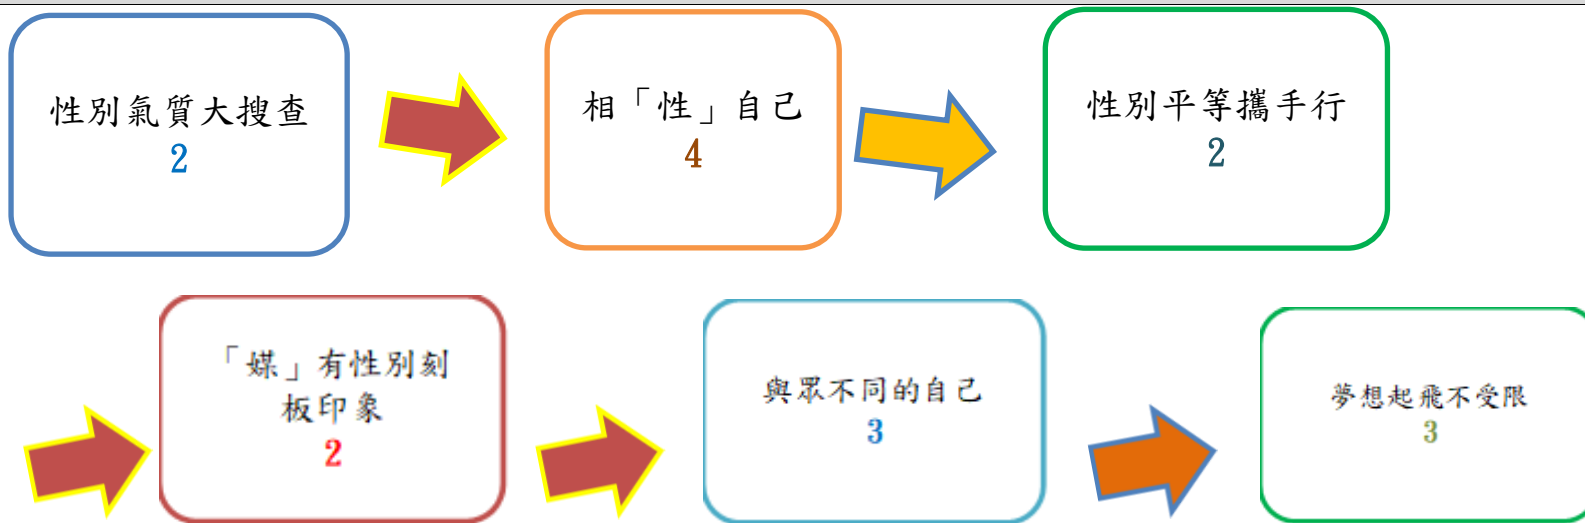 性別氣質大搜查
2
相「性」自己
4
性別平等攜手行
2
「媒」有性別刻
板印象
2
與眾不同的自己
3
夢想起飛不受限
3